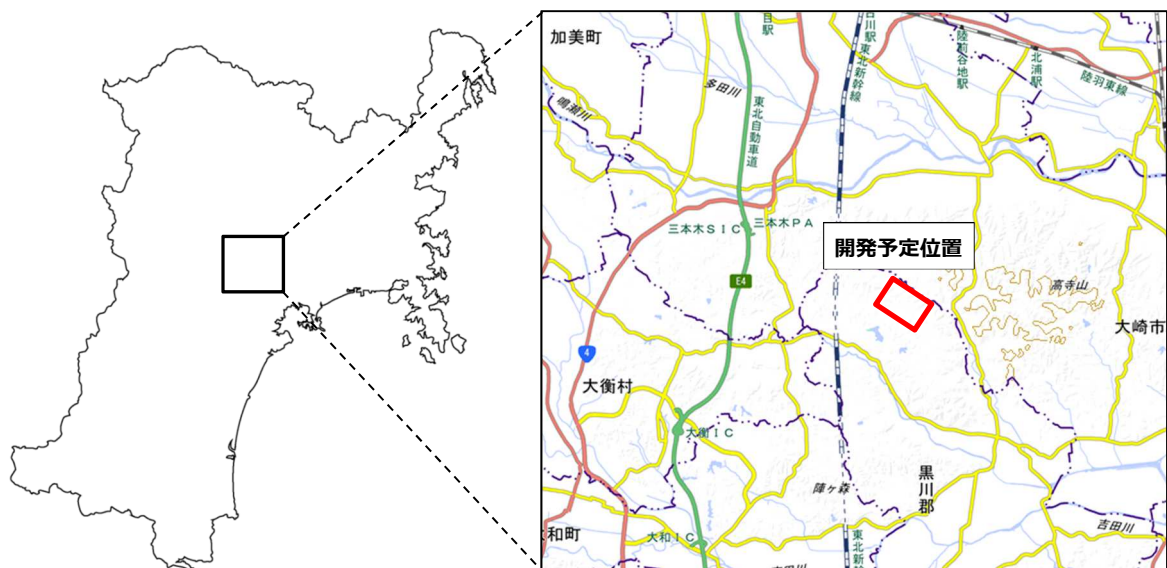 加美町
多田川
鳴瀬川
東北自動車道
東北新幹線
陸前谷地駅
北浦駅
陸羽東線
三本木SIC
三本木PA
開発予定位置
E4
高寺山
大崎市
100
4
大衡村
大衡IC
陣ヶ森
黒川郡
吉田川
和町
大和IC
東北新幹